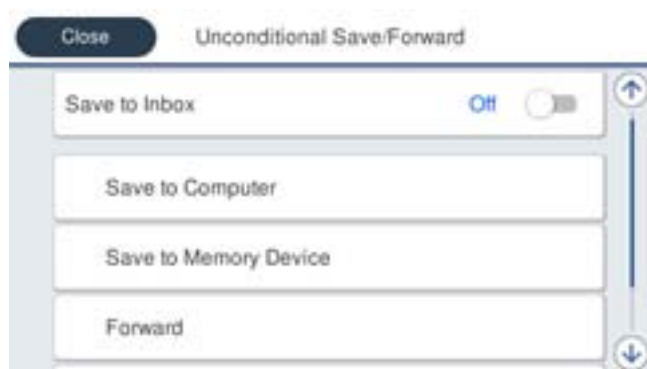 Close
Unconditional Save/Forward
Save to Inbox
Off
Save to Computer
Save to Memory Device
Forward